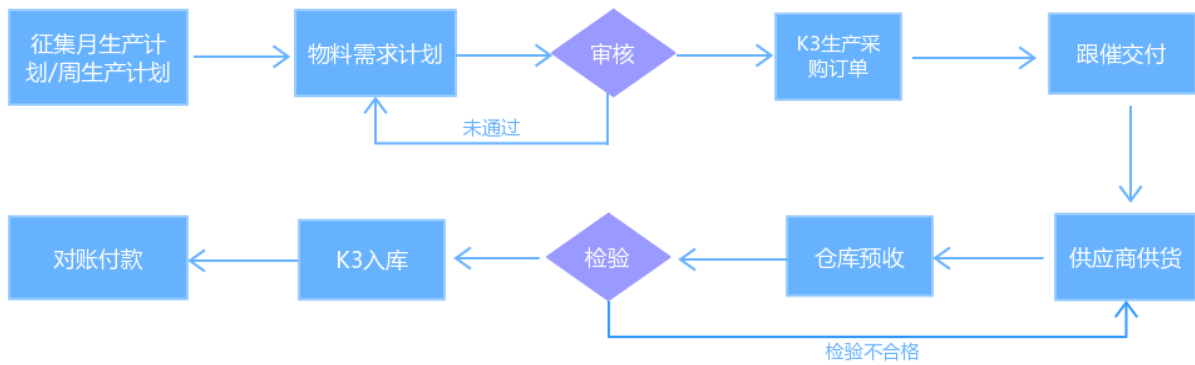 征集月生产计
划/周生产计划
物料需求计划
审核
K3生产采
购订单
跟催交付
未通过
对账付款
K3入库
检验
仓库预收
供应商供货
检验不合格